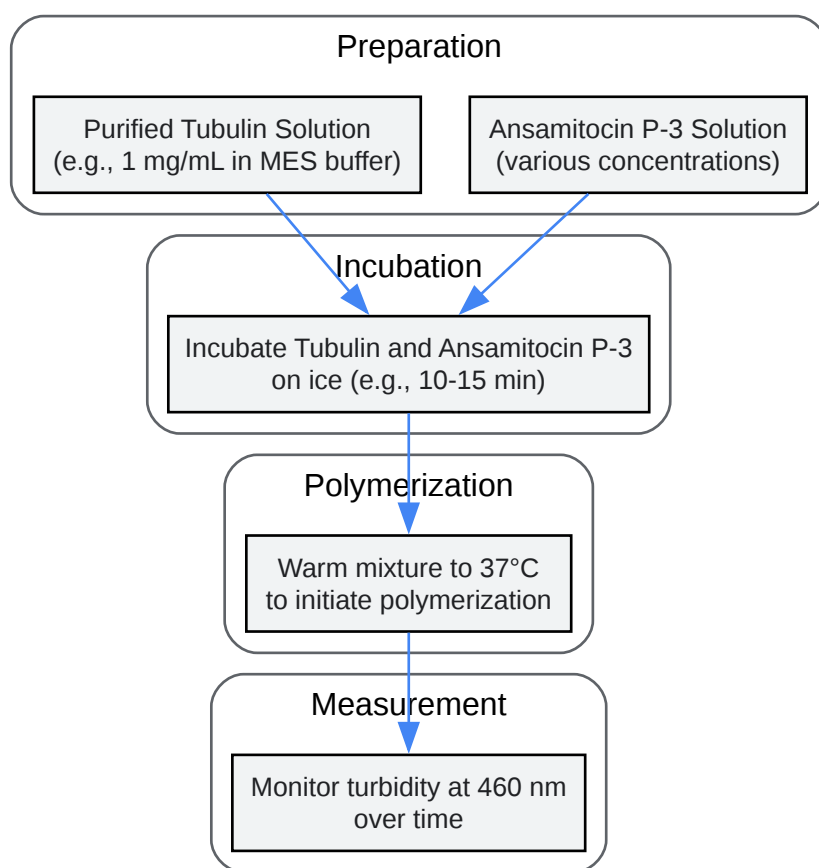 Preparation
Purified Tubulin Solution
(e.g., 1 mg/mL in MES buffer)
Ansamitocin P-3 Solution
(various concentrations)
Incubation
Incubate Tubulin and Ansamitocin P-3
on ice (e.g., 10-15 min)
Polymerization
Warm mixture to 37°C
to initiate polymerization
Measurement
Monitor turbidity at 460 nm
over time